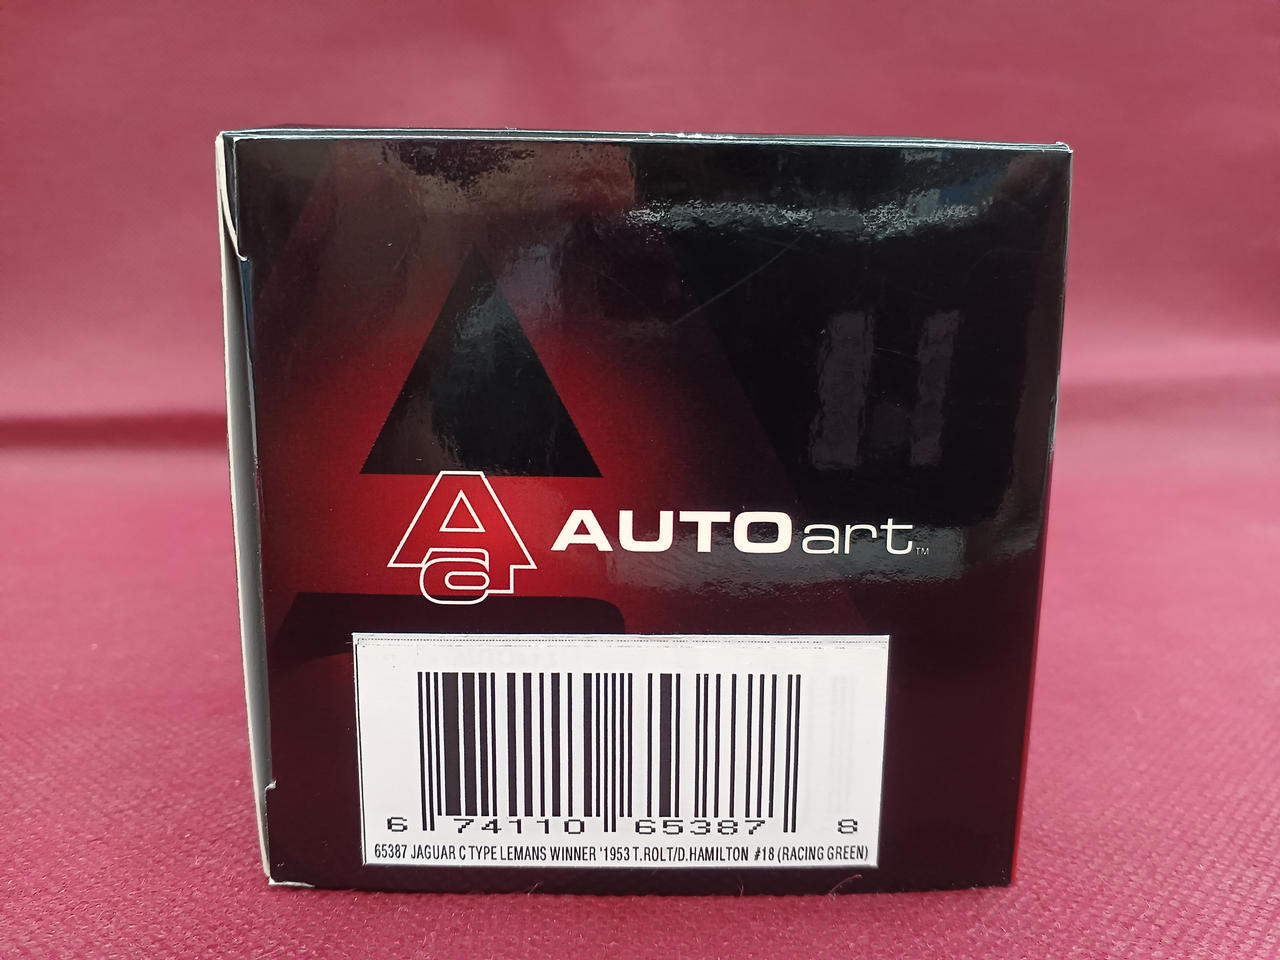 AUTOart™
6 74110 65387 8
65387 JAGUAR C TYPE LEMANS WINNER '1953 T.ROLT/D.HAMILTON #18 (RACING GREEN)